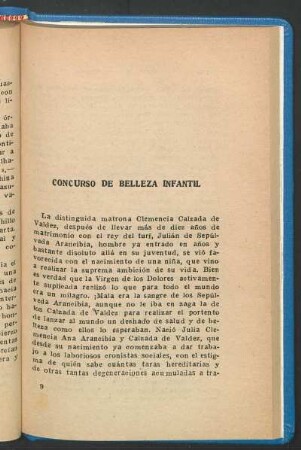 CONCURSO DE BELLEZA INFANTIL
La distinguida matrona Clemencia Calzada de
Valdez, después de llevar más de diez años de
matrimonio con el rey del turf, Julián de Sepúl-
veda Arancibia, hombre ya entrado en años y
bastante disoluto allá en su juventud, se vió fa-
vorecida con el nacimiento de una niña, que vino
a realizar la suprema ambición de su vida. Bien
es verdad que la Virgen de los Dolores activamen-
te suplicada realizó lo que para todo el mundo
era un milagro. ¡Mala era la sangre de los Sepúl-
veda Arancibia, aunque no le iba en zaga la de
los Calzada de Valdez para realizar el portento
de lanzar al mundo un deshado de salud y de be-
lleza como ellos lo esperaban. Nació Julia Cle-
mencia Ana Arancibia y Calzada de Valdez, que
desde su nacimiento ya comenzaba a dar traba-
jo a los laboriosos cronistas sociales, con el estig-
ma de quién sabe cuántas taras hereditarias y
de otras tantas degeneraciones acumuladas a tra-
9